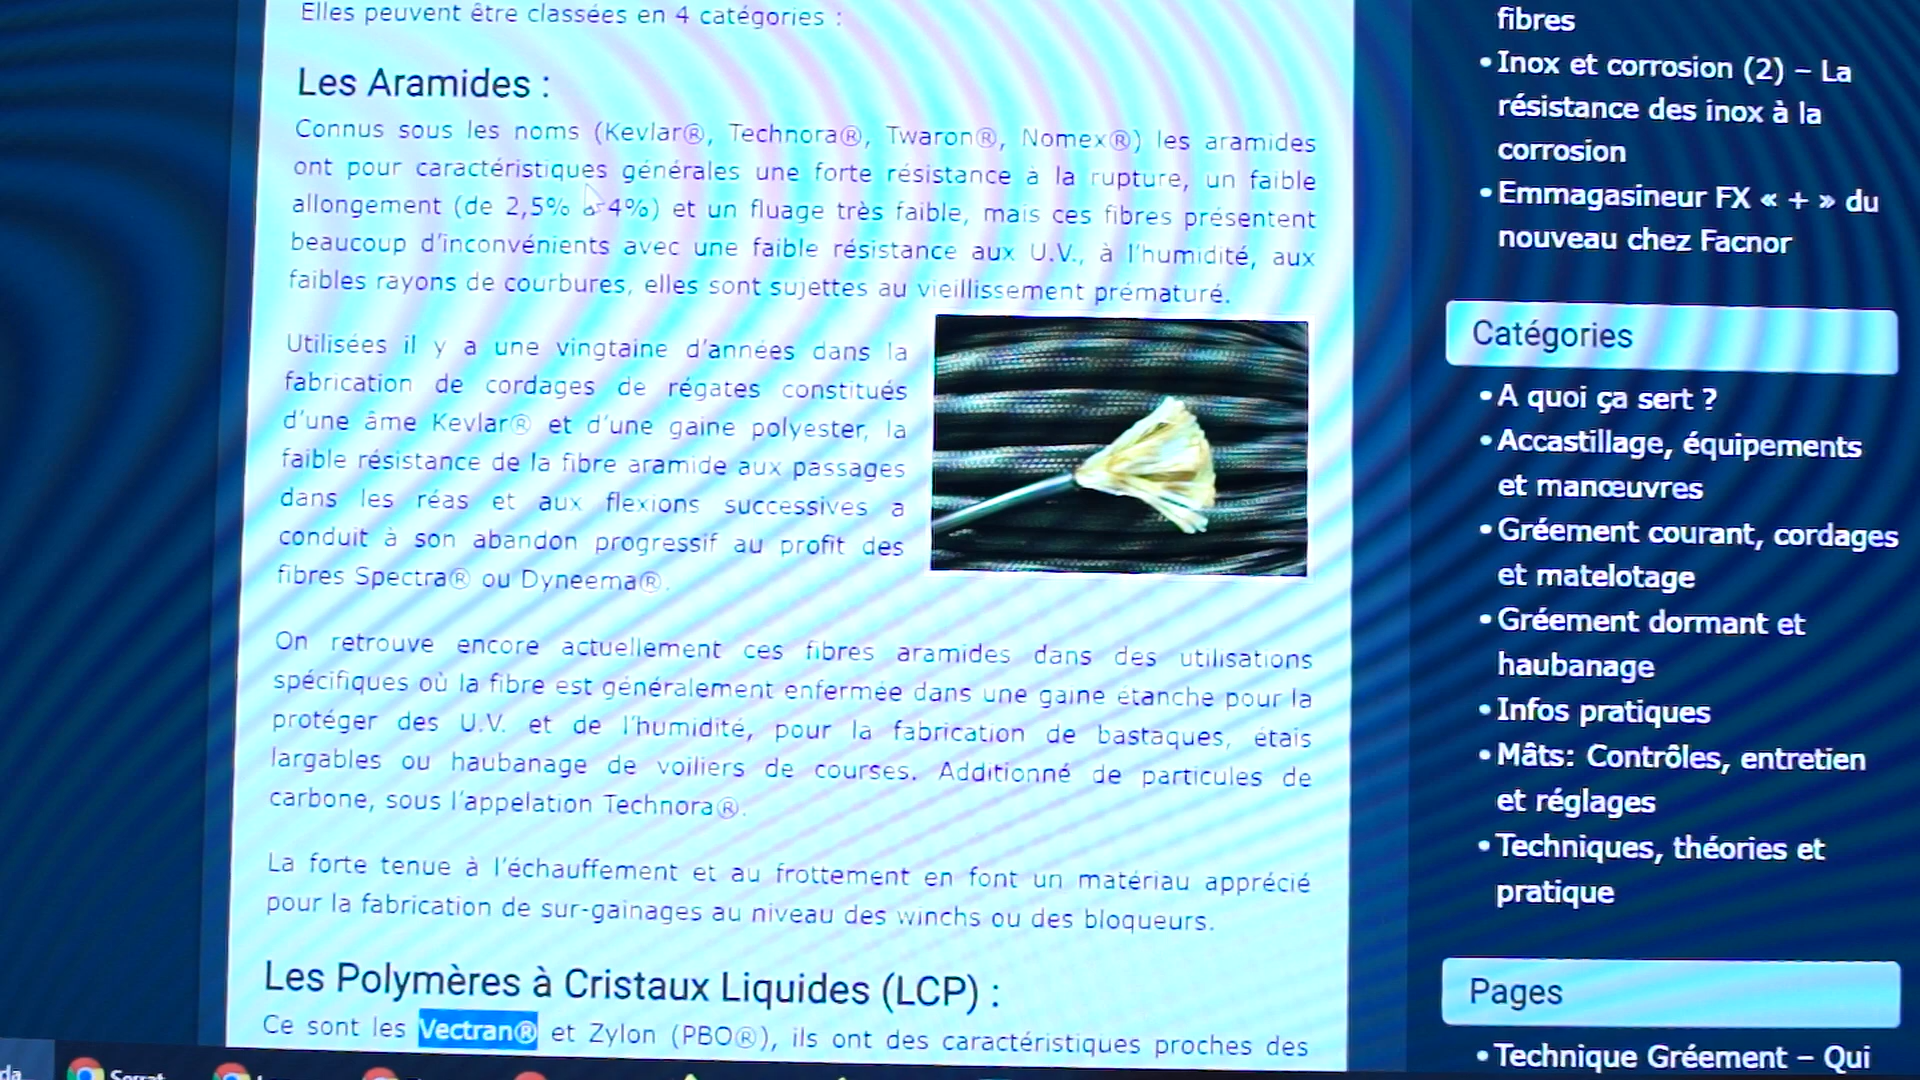 Elles peuvent être classées en 4 catégories :
Les Aramides :
Connus sous les noms (Kevlar®, Technora®, Twaron®, Nomex®) les aramides
ont pour caractéristiques générales une forte résistance à la rupture, un faible
allongement (de 2,5% à 4%) et un fluage très faible, mais ces fibres présentent
beaucoup d'inconvénients avec une faible résistance aux U.V., à l'humidité, aux
faibles rayons de courbures, elles sont sujettes au vieillissement prématuré.
Utilisées il y a une vingtaine d'années dans la
fabrication de cordages de régates constitués
d'une âme Kevlar® et d'une gaine polyester, la
faible résistance de la fibre aramide aux passages
dans les réas et aux flexions successives a
conduit à son abandon progressif au profit des
fibres Spectra® ou Dyneema®.
On retrouve encore actuellement ces fibres aramides dans des utilisations
spécifiques où la fibre est généralement enfermée dans une gaine étanche pour la
protéger des U.V. et de l'humidité, pour la fabrication de bastaques, étais
largables ou haubanage de voiliers de courses. Additionné de particules de
carbone, sous l'appelation Technora®.
La forte tenue à l'échauffement et au frottement en font un matériau apprécié
pour la fabrication de sur-gainages au niveau des winchs ou des bloqueurs.
Les Polymères à Cristaux Liquides (LCP) :
Ce sont les Vectran® et Zylon (PBO®), ils ont des caractéristiques proches des
fibres
•Inox et corrosion (2) – La
résistance des inox à la
corrosion
•Emmagasineur FX « + » du
nouveau chez Facnor
Catégories
•A quoi ça sert ?
•Accastillage, équipements
et manœuvres
•Gréement courant, cordages
et matelotage
•Gréement dormant et
haubanage
•Infos pratiques
•Mâts: Contrôles, entretien
et réglages
•Techniques, théories et
pratique
Pages
•Technique Gréement – Qui